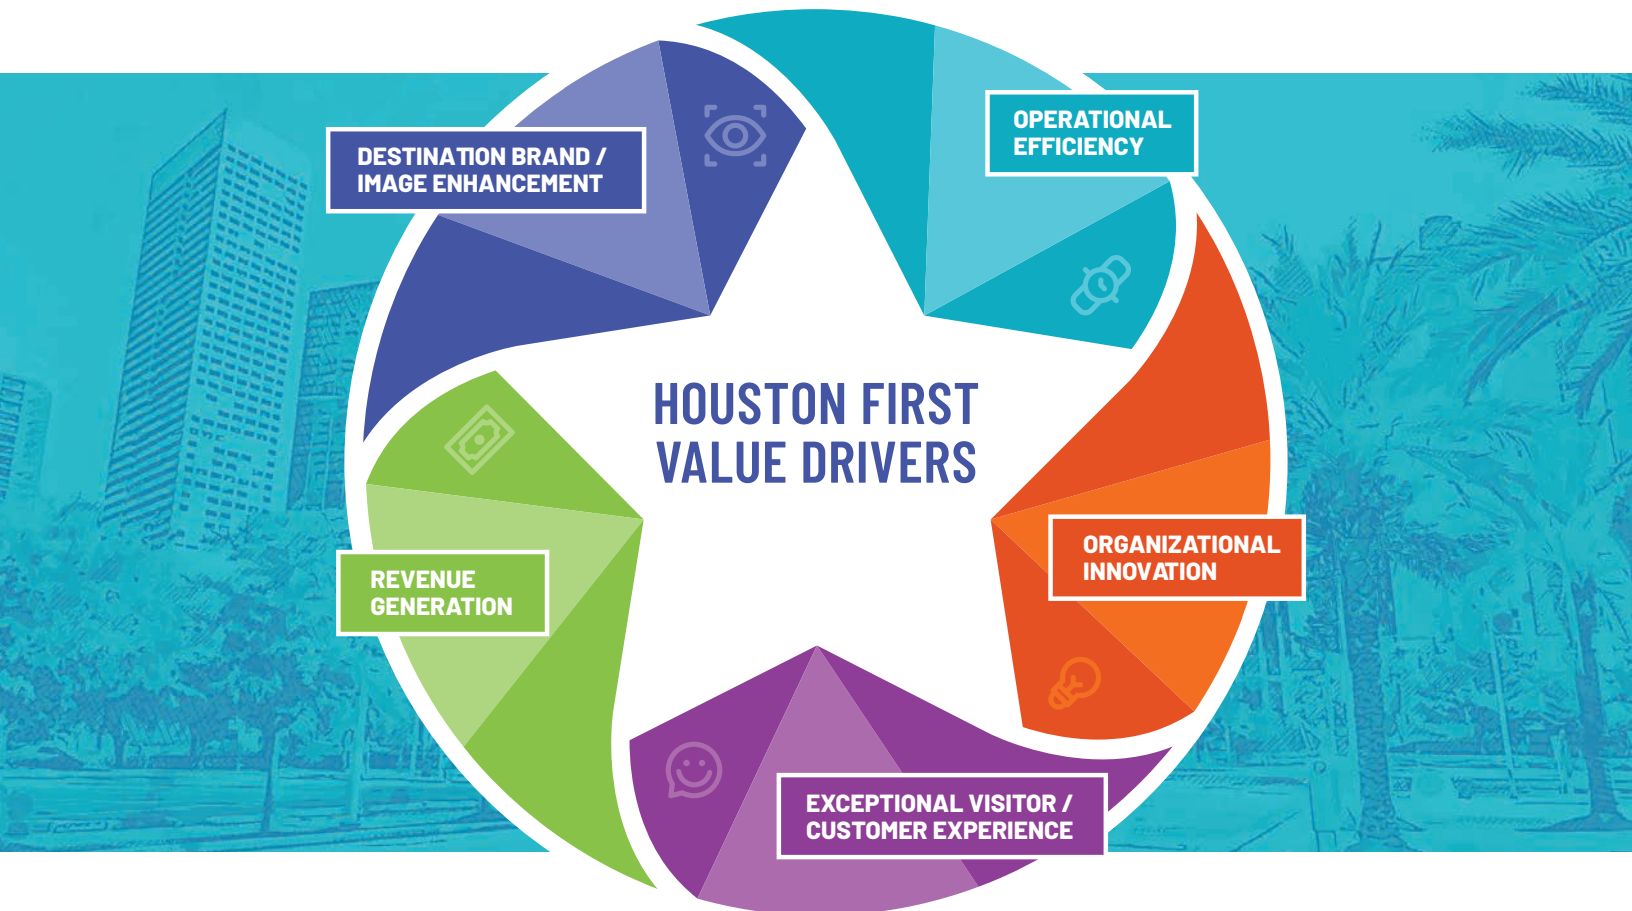 DESTINATION BRAND /
IMAGE ENHANCEMENT
OPERATIONAL
EFFICIENCY
HOUSTON FIRST
VALUE DRIVERS
ORGANIZATIONAL
INNOVATION
REVENUE
GENERATION
EXCEPTIONAL VISITOR /
CUSTOMER EXPERIENCE